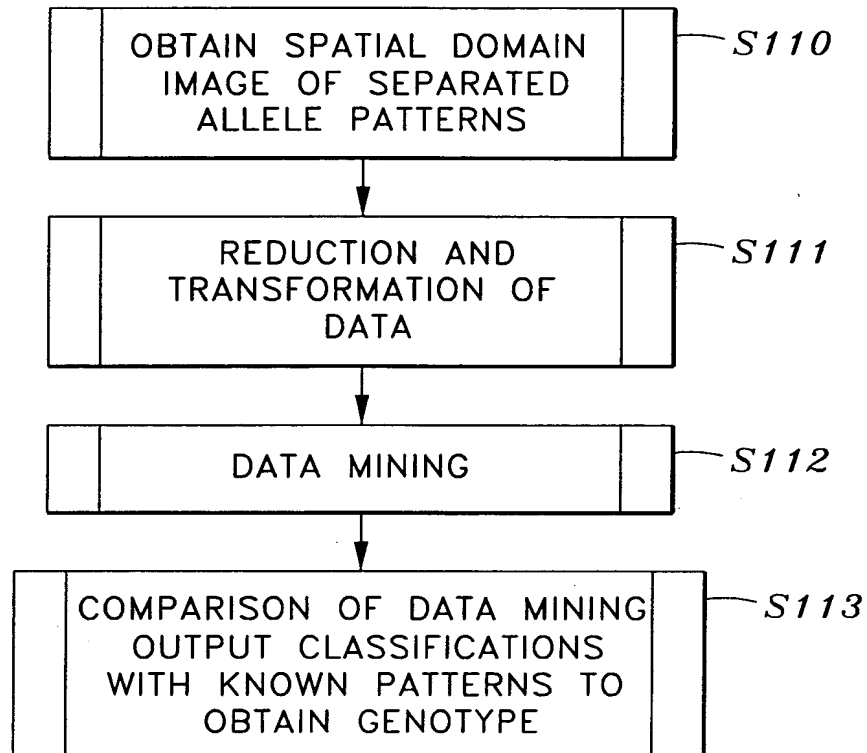 OBTAIN SPATIAL DOMAIN
IMAGE OF SEPARATED
ALLELE PATTERNS
S110
REDUCTION AND
TRANSFORMATION OF
DATA
S111
DATA MINING
S112
COMPARISON OF DATA MINING
OUTPUT CLASSIFICATIONS
WITH KNOWN PATTERNS TO
OBTAIN GENOTYPE
S113